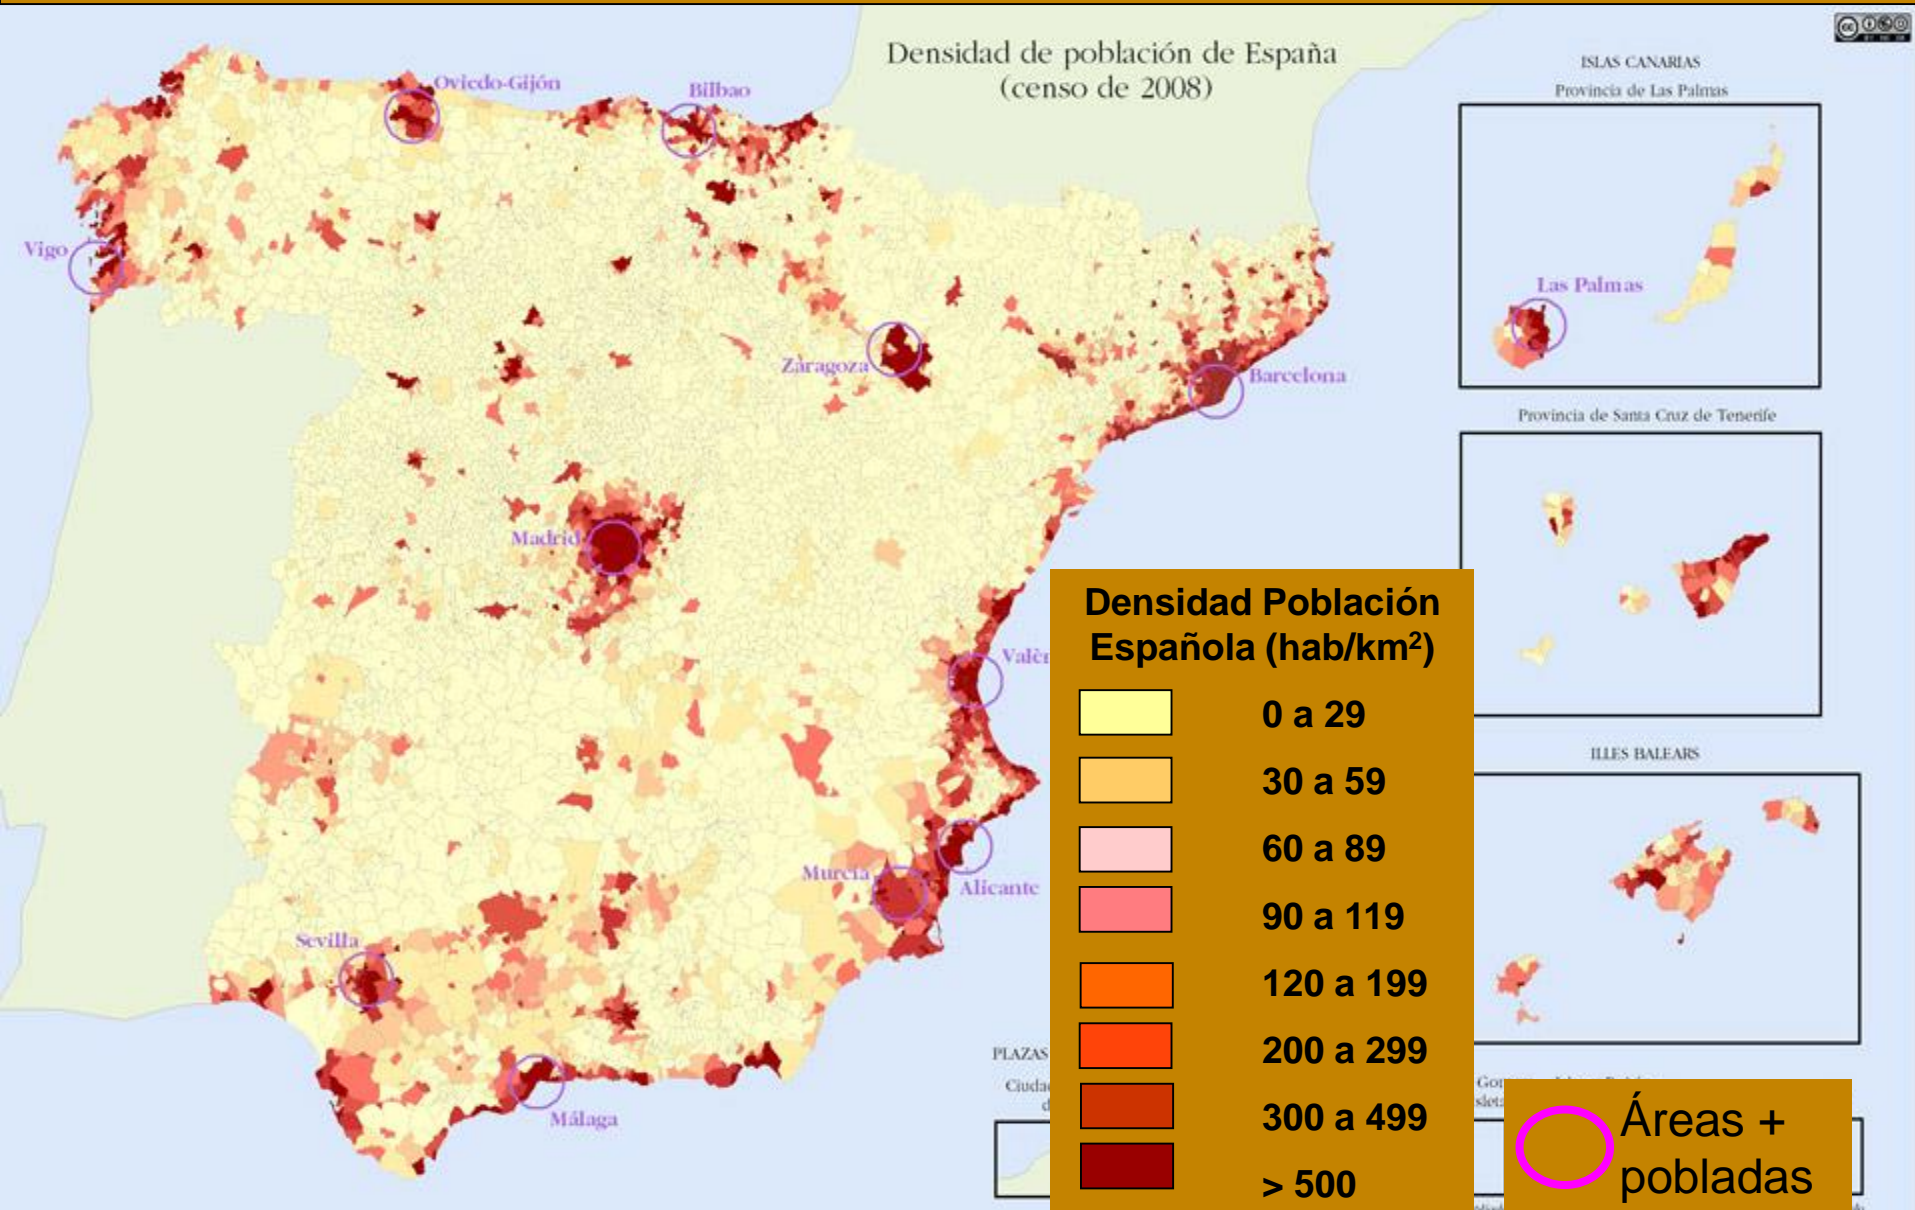 Densidad de población de España
(censo de 2008)
ISLAS CANARIAS
Provincia de Las Palmas
Oviedo-Gijón
Bilbao
Vigo
Las Palmas
Zaragoza
Barcelona
Provincia de Santa Cruz de Tenerife
Madrid
Densidad Población
Española (hab/km²)
Valèn
0 a 29
30 a 59
60 a 89
90 a 119
120 a 199
200 a 299
300 a 499
> 500
ILLES BALEARS
Murcia
Alicante
Sevilla
Málaga
PLAZAS
Ciuda
d
Áreas +
pobladas